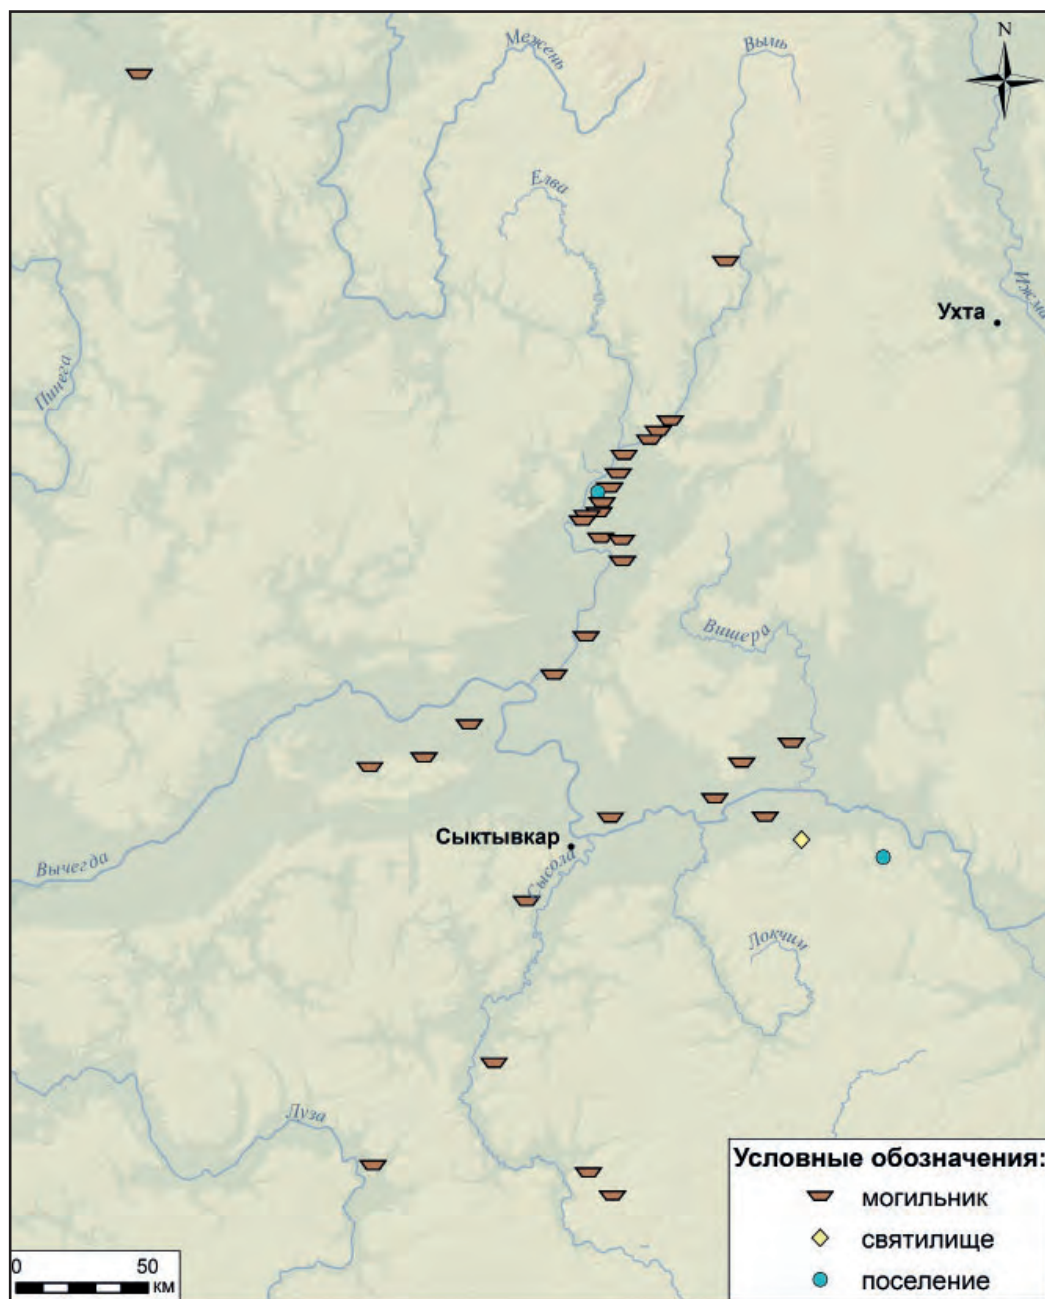 Мезень
Вымь
N
Елва
Ижма
Ухта
Пинега
Вишера
Сыктывкар
Вычегда
Сысола
Локчим
Луза
Условные обозначения:
могильник
святилище
поселение
0 50
км